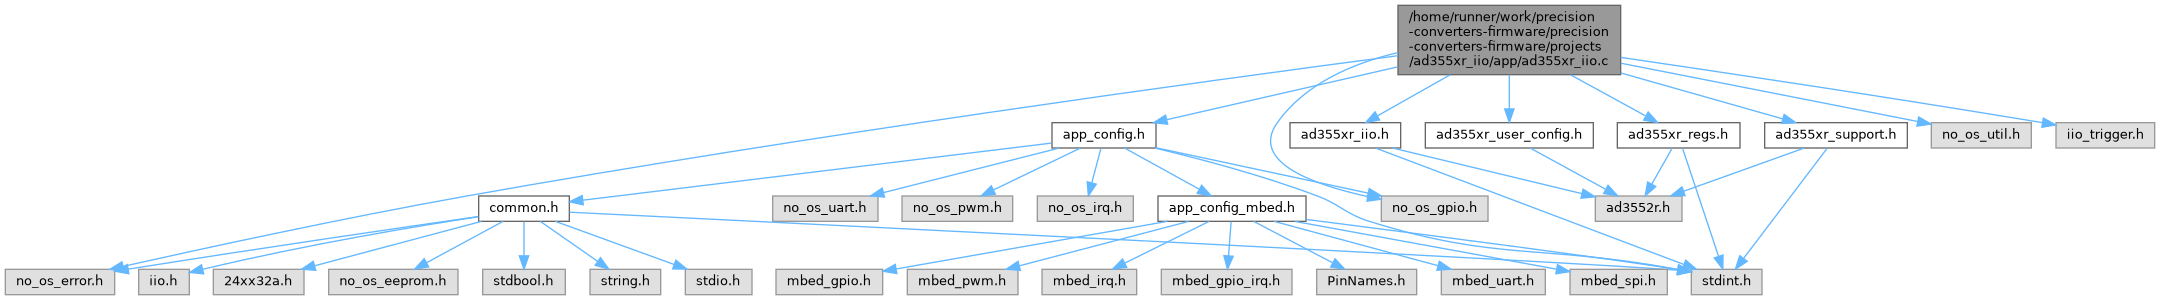 /home/runner/work/precision
-converters-firmware/precision
-converters-firmware/projects
/ad355xr_iio/app/ad355xr_iio.c
app_config.h
ad355xr_iio.h
ad355xr_user_config.h
ad355xr_regs.h
ad355xr_support.h
no_os_util.h
iio_trigger.h
common.h
no_os_uart.h
no_os_pwm.h
no_os_irq.h
app_config_mbed.h
no_os_gpio.h
ad3552r.h
no_os_error.h
iio.h
24xx32a.h
no_os_eeprom.h
stdbool.h
string.h
stdio.h
mbed_gpio.h
mbed_pwm.h
mbed_irq.h
mbed_gpio_irq.h
PinNames.h
mbed_uart.h
mbed_spi.h
stdint.h